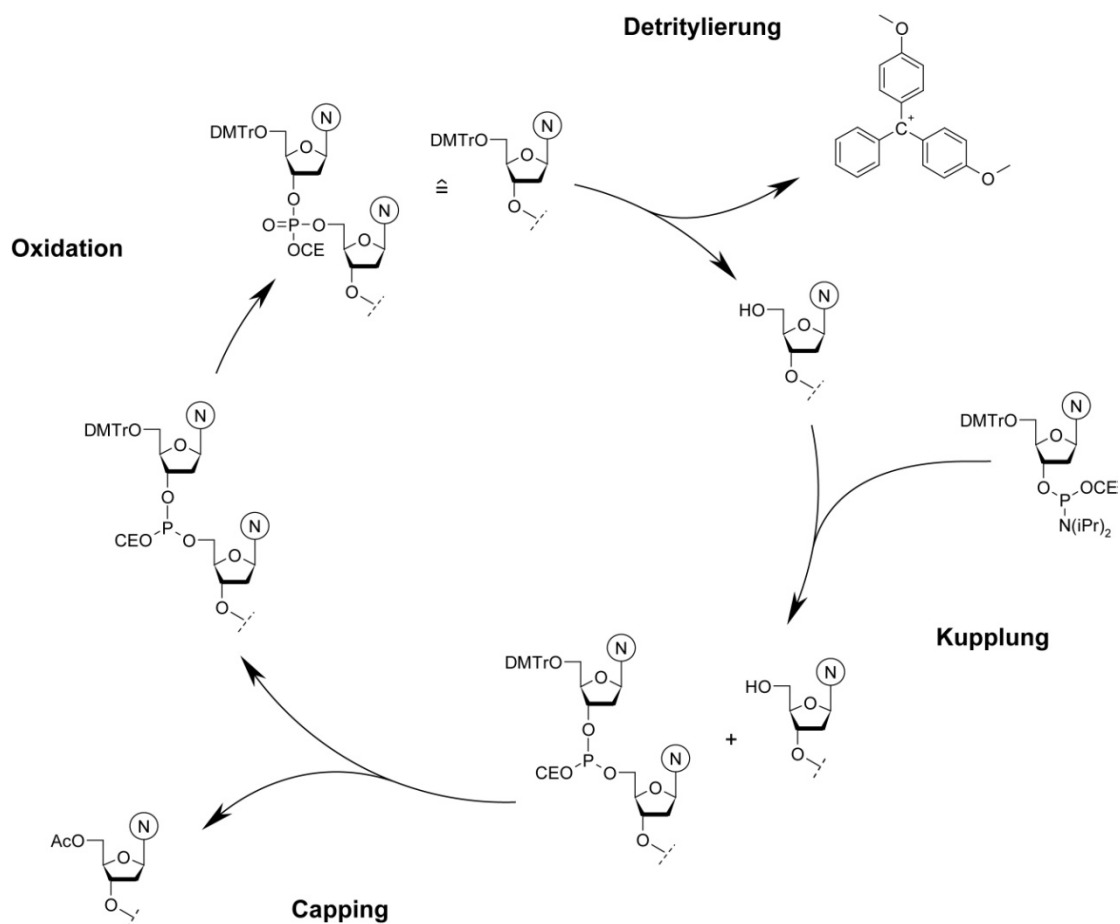 Detritylierung
O
C
+
O
N
DMTrO
O
O
O=P-O
OCE
N
O
O
≙
N
DMTrO
O
O
Oxidation
N
HO
O
O
N
DMTrO
O
O
P
CEO
O
N
O
O
N
DMTrO
O
O
P
OCE
N(iPr)2
Kupplung
N
DMTrO
O
O
P
CEO
O
N
O
O
+
N
HO
O
O
N
AcO
O
O
Capping